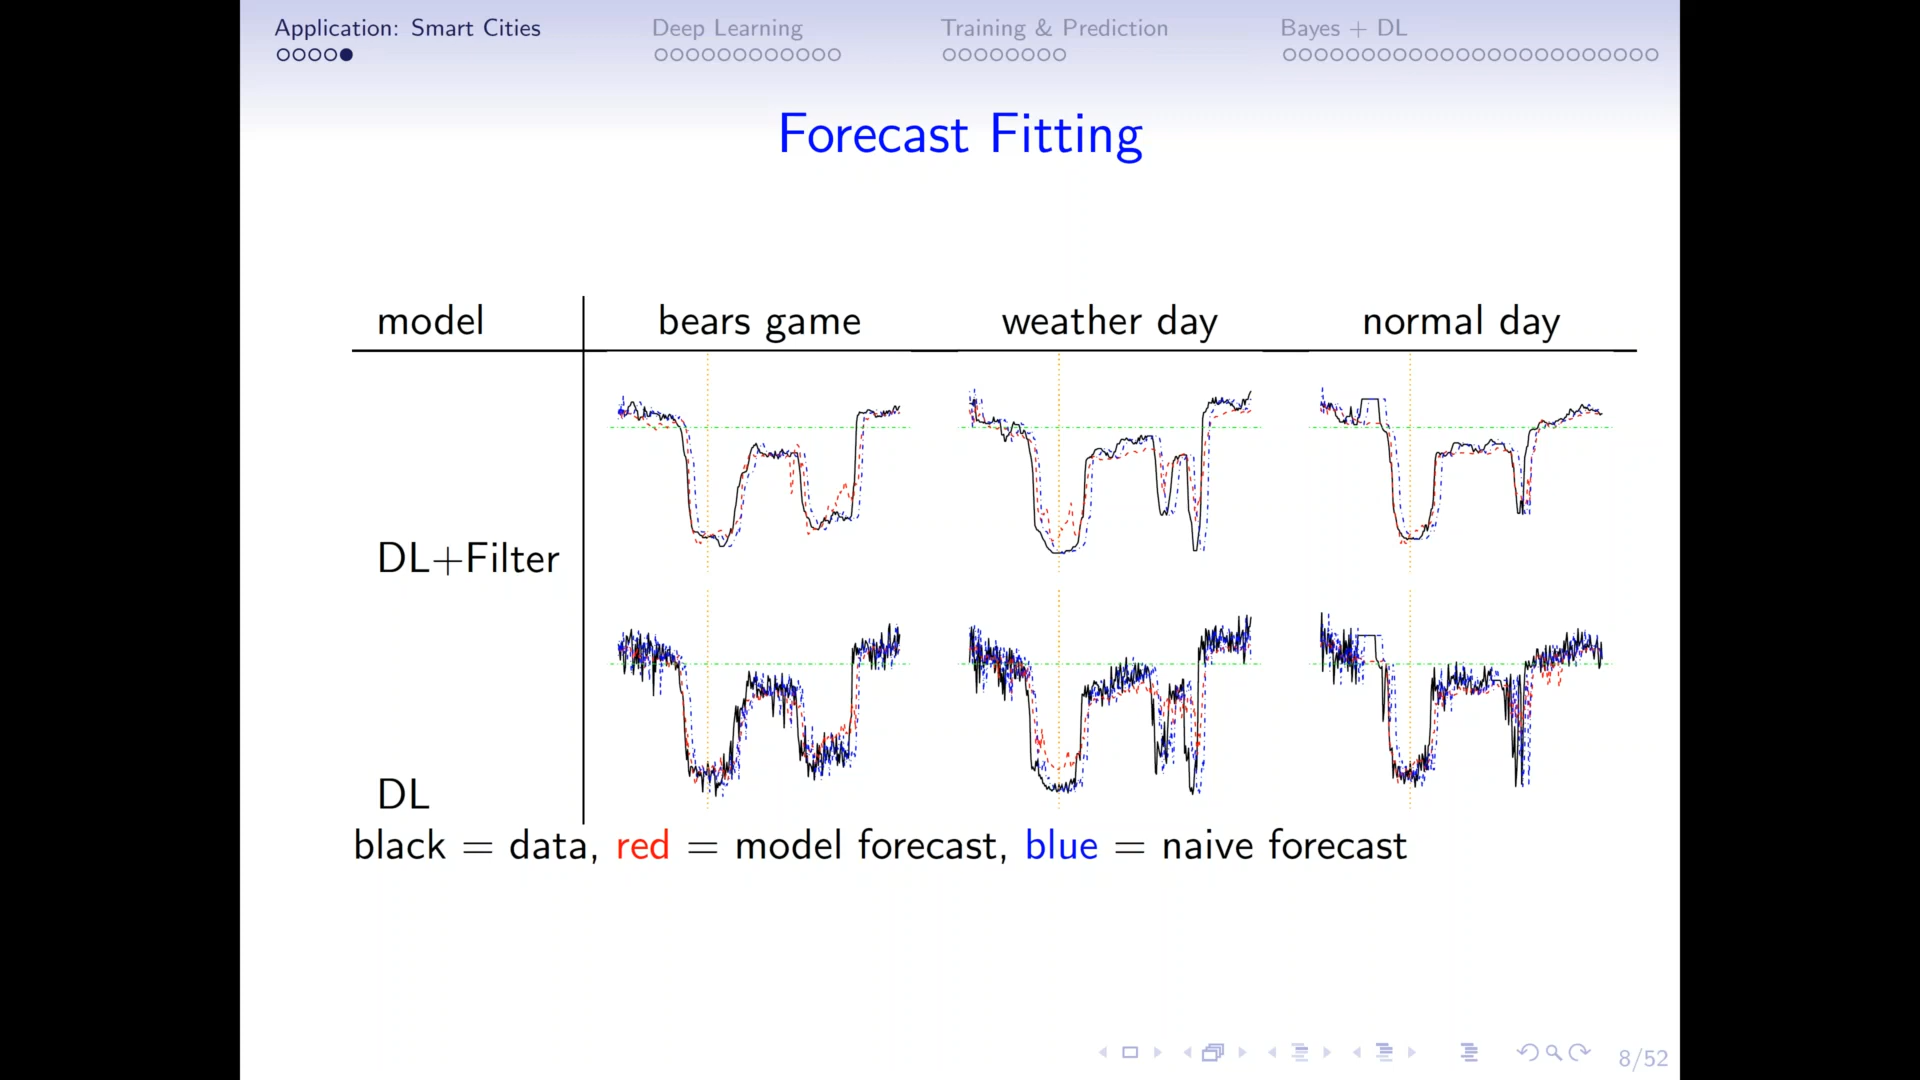 Application: Smart Cities Deep Learning Training & Prediction Bayes + DL
Forecast Fitting
model bears game weather day normal day
DL+Filter
DL
black = data, red = model forecast, blue = naive forecast
8/52